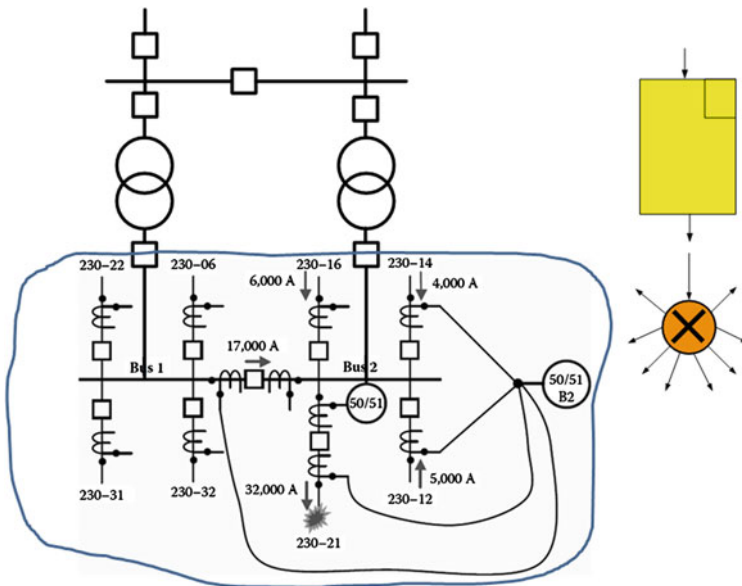 230–22
230–06
230–16
230–14
6,000 A
4,000 A
17,000 A
Bus 1
Bus 2
50/51
50/51
B2
32,000 A
5,000 A
230–31
230–32
230–12
230–21